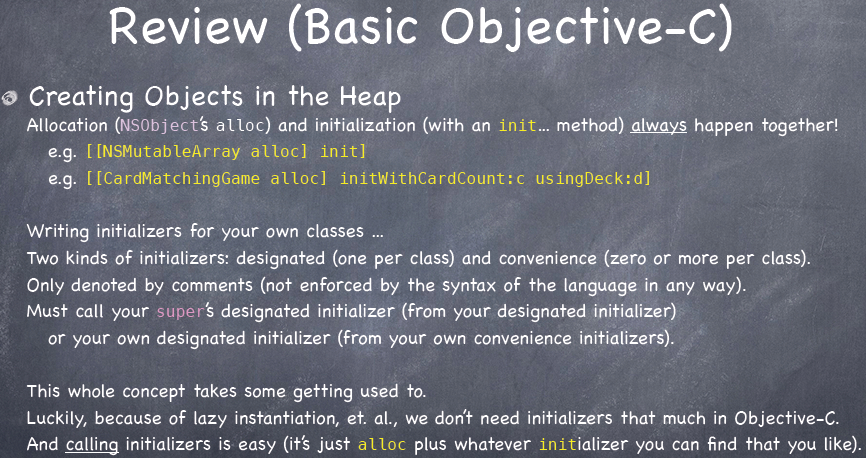 Review (Basic Objective-C)
Creating Objects in the Heap
Allocation (NSObject's alloc) and initialization (with an init... method) always happen together!
e.g. [[NSMutableArray alloc] init]
e.g. [[CardMatchingGame alloc] initWithCardCount:c usingDeck:d]
Writing initializers for your own classes ...
Two kinds of initializers: designated (one per class) and convenience (zero or more per class).
Only denoted by comments (not enforced by the syntax of the language in any way).
Must call your super's designated initializer (from your designated initializer)
or your own designated initializer (from your own convenience initializers).
This whole concept takes some getting used to.
Luckily, because of lazy instantiation, et. al., we don't need initializers that much in Objective-C.
And calling initializers is easy (it's just alloc plus whatever initializer you can find that you like).